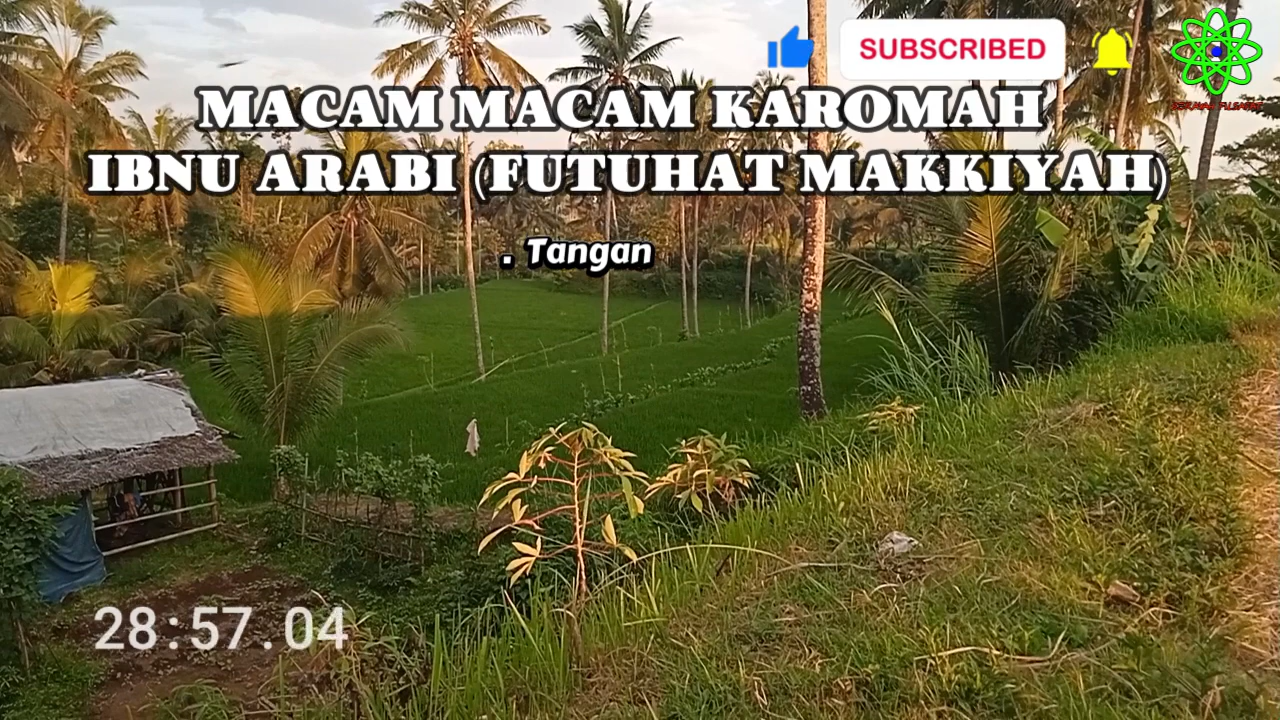 SUBSCRIBED
MACAM MACAM KAROMAH
IBNU ARABI (FUTUHAT MAKKIYAH)
. Tangan
28:57.04